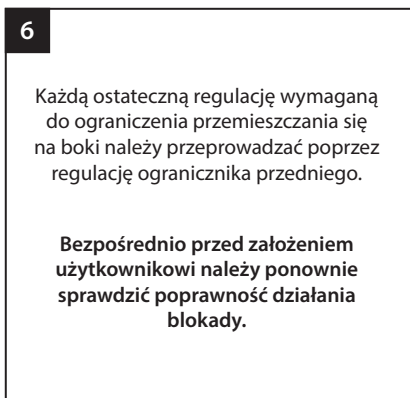 6
Każdą ostateczną regulację wymaganą
do ograniczenia przemieszczania się
na boki należy przeprowadzać poprzez
regulację ogranicznika przedniego.
Bezpośrednio przed założeniem
użytkownikowi należy ponownie
sprawdzić poprawność działania
blokady.